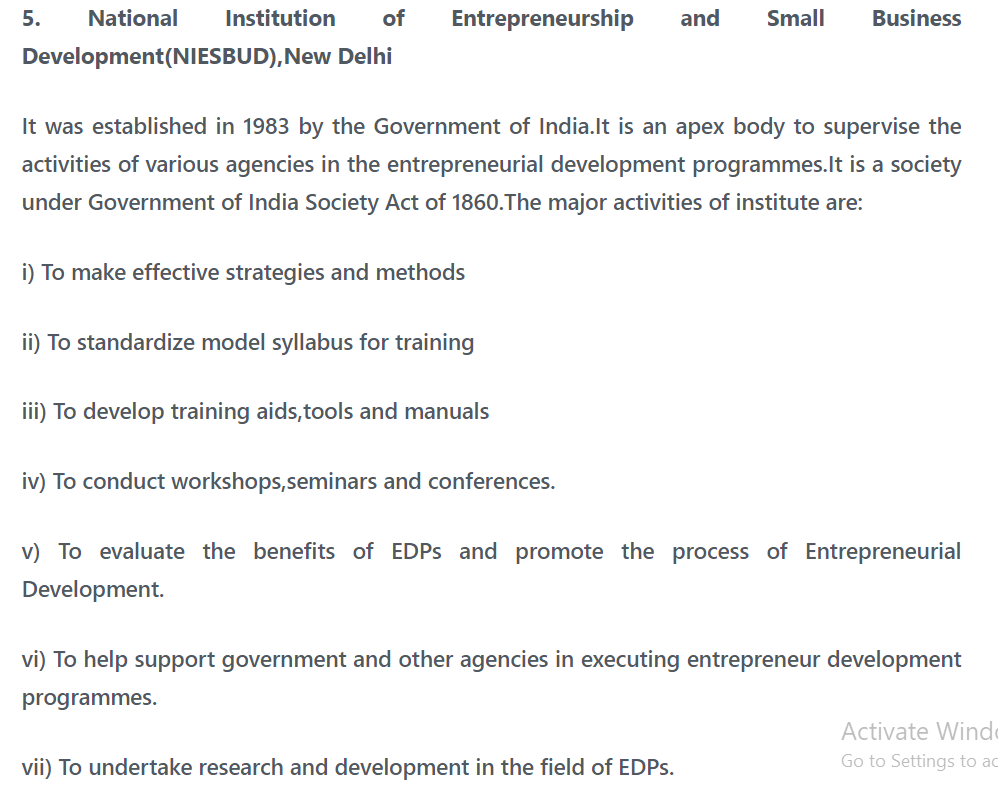 5. National Institution of Entrepreneurship and Small Business
Development(NIESBUD),New Delhi
It was established in 1983 by the Government of India.It is an apex body to supervise the
activities of various agencies in the entrepreneurial development programmes.It is a society
under Government of India Society Act of 1860.The major activities of institute are:
i) To make effective strategies and methods
ii) To standardize model syllabus for training
iii) To develop training aids,tools and manuals
iv) To conduct workshops,seminars and conferences.
v) To evaluate the benefits of EDPs and promote the process of Entrepreneurial
Development.
vi) To help support government and other agencies in executing entrepreneur development
programmes.
vii) To undertake research and development in the field of EDPs.
Activate Wind
Go to Settings to ac